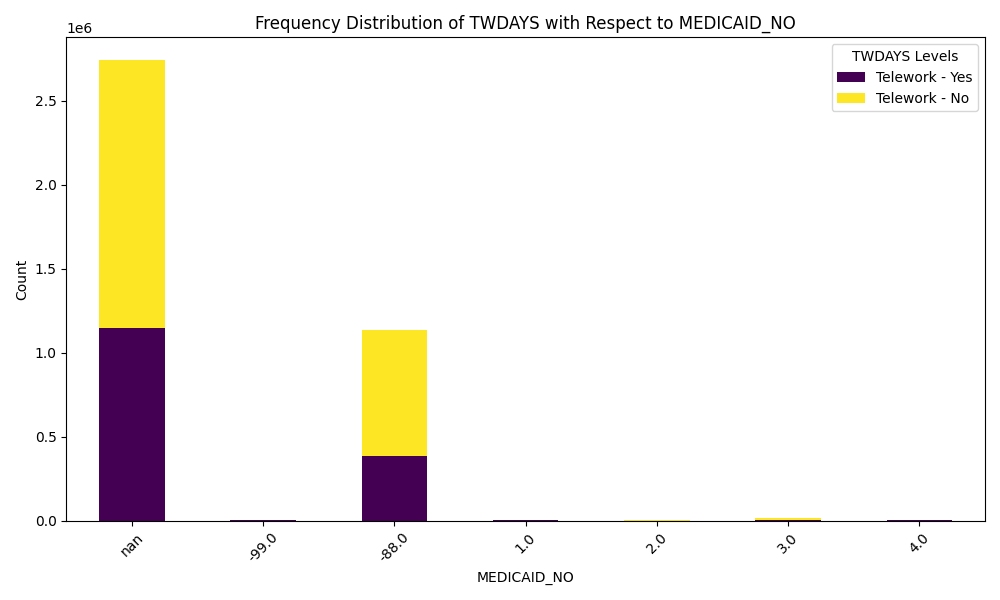 Frequency Distribution of TWDAYS with Respect to MEDICAID_NO
1e6
TWDAYS Levels
Telework - Yes
Telework - No
2.5
2.0
1.5
1.0
0.5
0.0
Count
nan
-99.0
-88.0
1.0
2.0
3.0
4.0
MEDICAID_NO